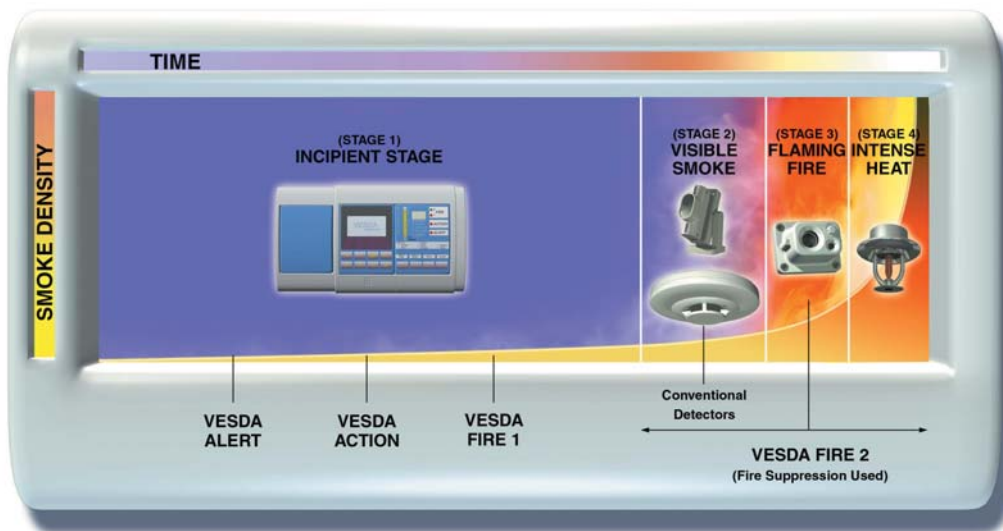 TIME
SMOKE DENSITY
(STAGE 1)
INCIPIENT STAGE
(STAGE 2)
VISIBLE
SMOKE
(STAGE 3)
FLAMING
FIRE
(STAGE 4)
INTENSE
HEAT
VESDA
ALERT
VESDA
ACTION
VESDA
FIRE 1
Conventional
Detectors
VESDA FIRE 2
(Fire Suppression Used)